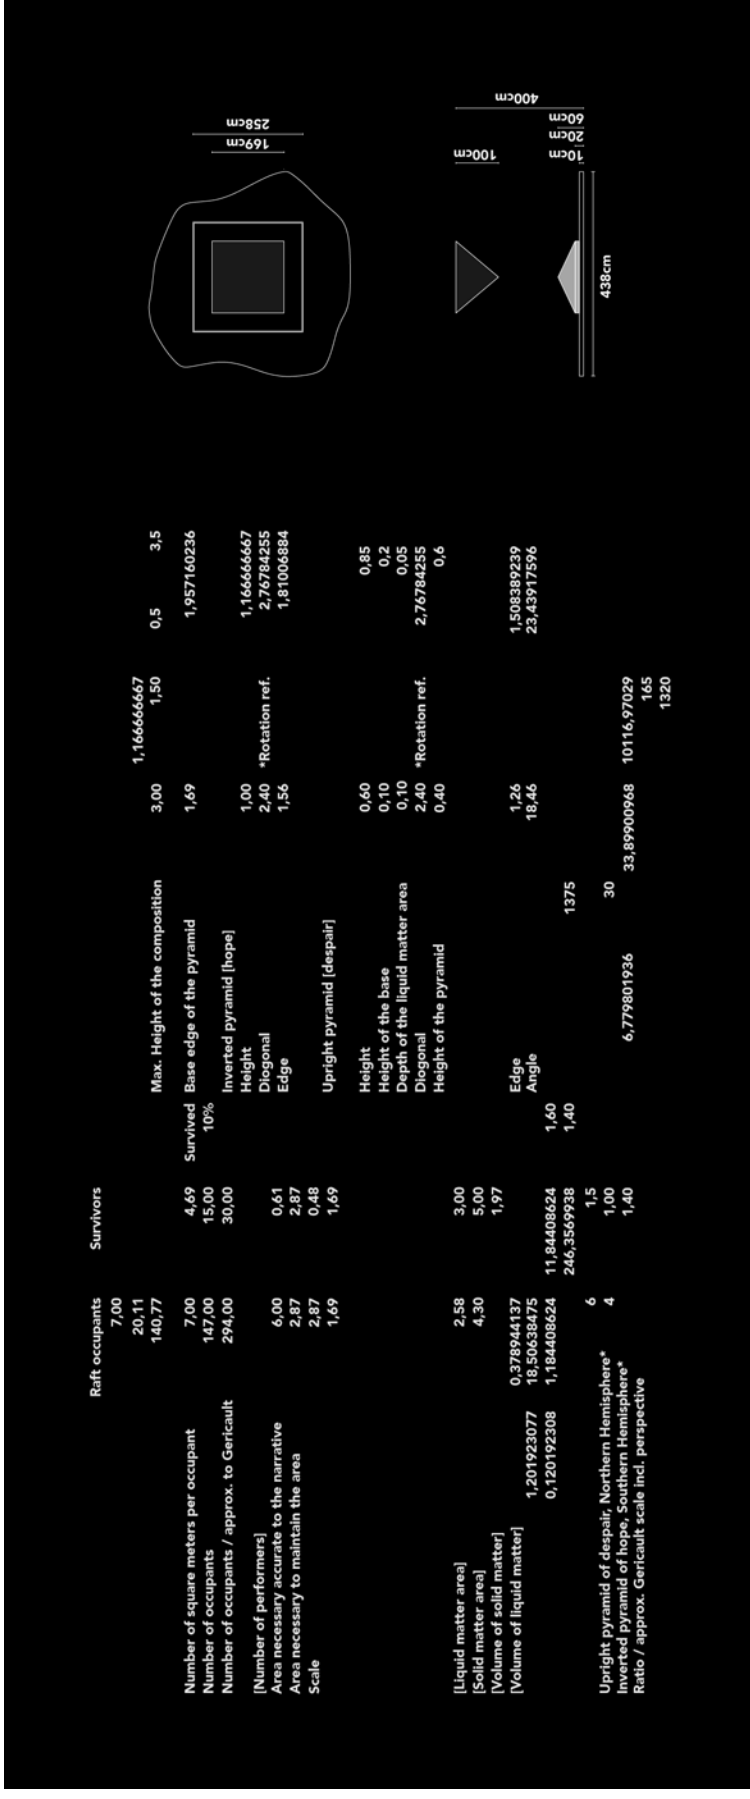 Raft occupants Survivors
7,00
20,11 1,166666667
140,77 Max. Height of the composition 3,00 1,50 0,5 3,5
Number of square meters per occupant 7,00 4,69 Survived Base edge of the pyramid 1,69 1,957160236
Number of occupants 147,00 15,00 10%
Number of occupants / approx. to Gericault 294,00 30,00 Inverted pyramid [hope]
Height 1,00 1,166666667
[Number of performers] Diogonal 2,40 *Rotation ref. 2,76784255
Area necessary accurate to the narrative 6,00 0,61 Edge 1,56 1,81006884
Area necessary to maintain the area 2,87 2,87
Scale 2,87 0,48
1,69 1,69 Upright pyramid [despair]
Height 0,60 0,85
Height of the base 0,10 0,2
Depth of the liquid matter area 0,10 0,05
Diogonal 2,40 *Rotation ref. 2,76784255
Height of the pyramid 0,40 0,6
[Liquid matter area] 2,58 3,00
[Solid matter area] 4,30 5,00
[Volume of solid matter] 1,97
[Volume of liquid matter] 0,378944137 Edge 1,26 1,508389239
1,201923077 18,50638475 Angle 18,46 23,43917596
0,120192308 1,184408624 11,84408624 1,60
246,3569938 1,40 1375
6 1,5
Upright pyramid of despair, Northern Hemisphere* 4 1,00 30
Inverted pyramid of hope, Southern Hemisphere* 1,40 6,779801936 33,89900968 10116,97029
Ratio / approx. Gericault scale incl. perspective 165
1320
258cm
169cm
400cm
100cm
60cm
20cm
10cm
438cm